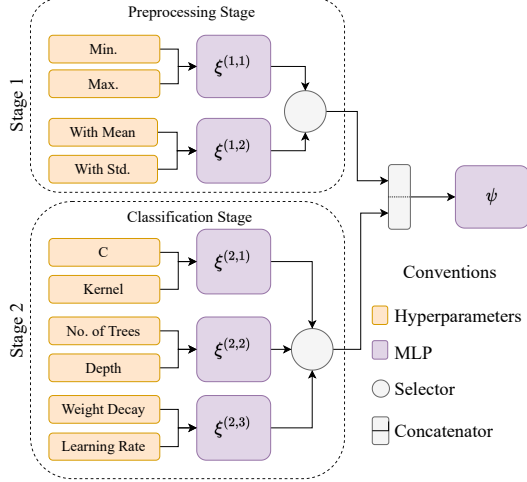 Preprocessing Stage
Stage 1
Min.
Max.
ξ(1,1)
With Mean
With Std.
ξ(1,2)
Classification Stage
Stage 2
C
Kernel
ξ(2,1)
No. of Trees
Depth
ξ(2,2)
Weight Decay
Learning Rate
ξ(2,3)
ψ
Conventions
Hyperparameters
MLP
Selector
Concatenator